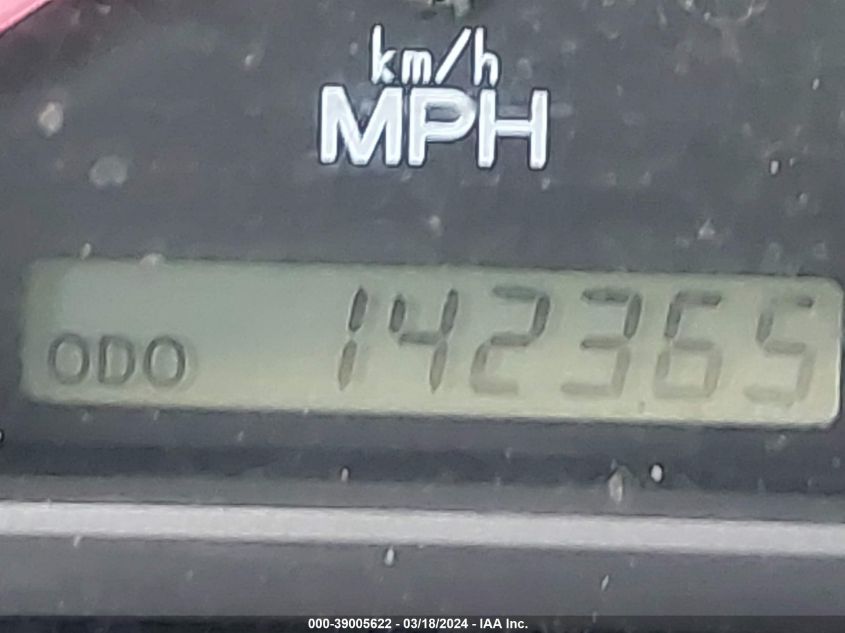 km/h
MPH
ODO 142365
000-39005622 - 03/18/2024 - IAA Inc.